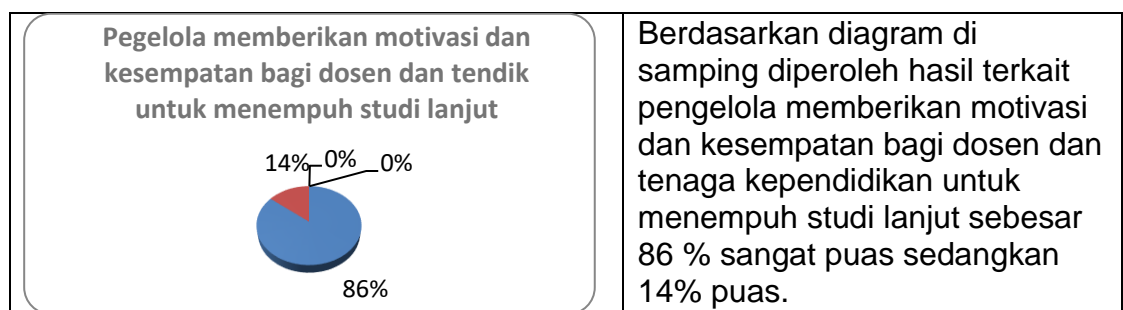 Pegelola memberikan motivasi dan
kesempatan bagi dosen dan tendik
untuk menempuh studi lanjut
14% 0% 0%
86%
Berdasarkan diagram di
samping diperoleh hasil terkait
pengelola memberikan motivasi
dan kesempatan bagi dosen dan
tenaga kependidikan untuk
menempuh studi lanjut sebesar
86 % sangat puas sedangkan
14% puas.